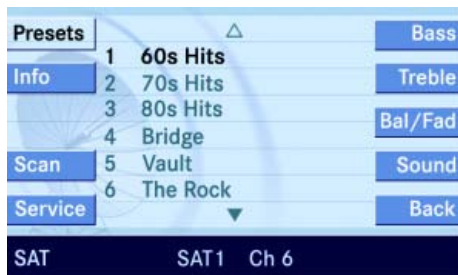 Presets
Info
Scan
Service
1 60s Hits
2 70s Hits
3 80s Hits
4 Bridge
5 Vault
6 The Rock
Bass
Treble
Bal/Fad
Sound
Back
SAT SAT1 Ch 6